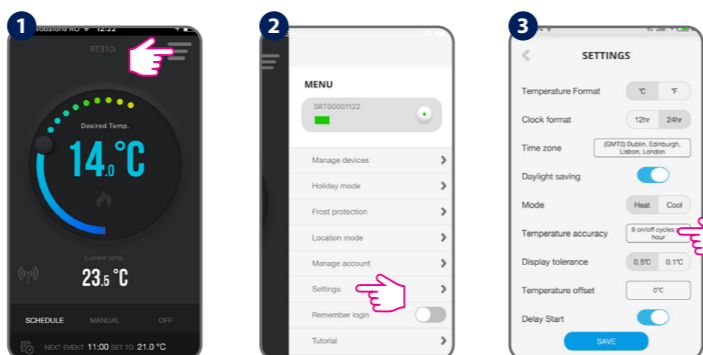 1
Vodafone RO 12:22
RT310i
Desired Temp.
14.0°C
Current temp.
23.5 °C
SCHEDULE MANUAL OFF
NEXT EVENT 11:00 SET TO 21.0 °C
2
MENU
SRT00001122
Manage devices
Holiday mode
Frost protection
Location mode
Manage account
Settings
Remember login
Tutorial
3
SETTINGS
Temperature Format °C °F
Clock format 12hr 24hr
Time zone (GMT0) Dublin, Edinburgh,
Lisbon, London
Daylight saving
Mode Heat Cool
Temperature accuracy 6 on/off cycles
hour
Display tolerance 0.5°C 0.1°C
Temperature offset 0°C
Delay Start
SAVE